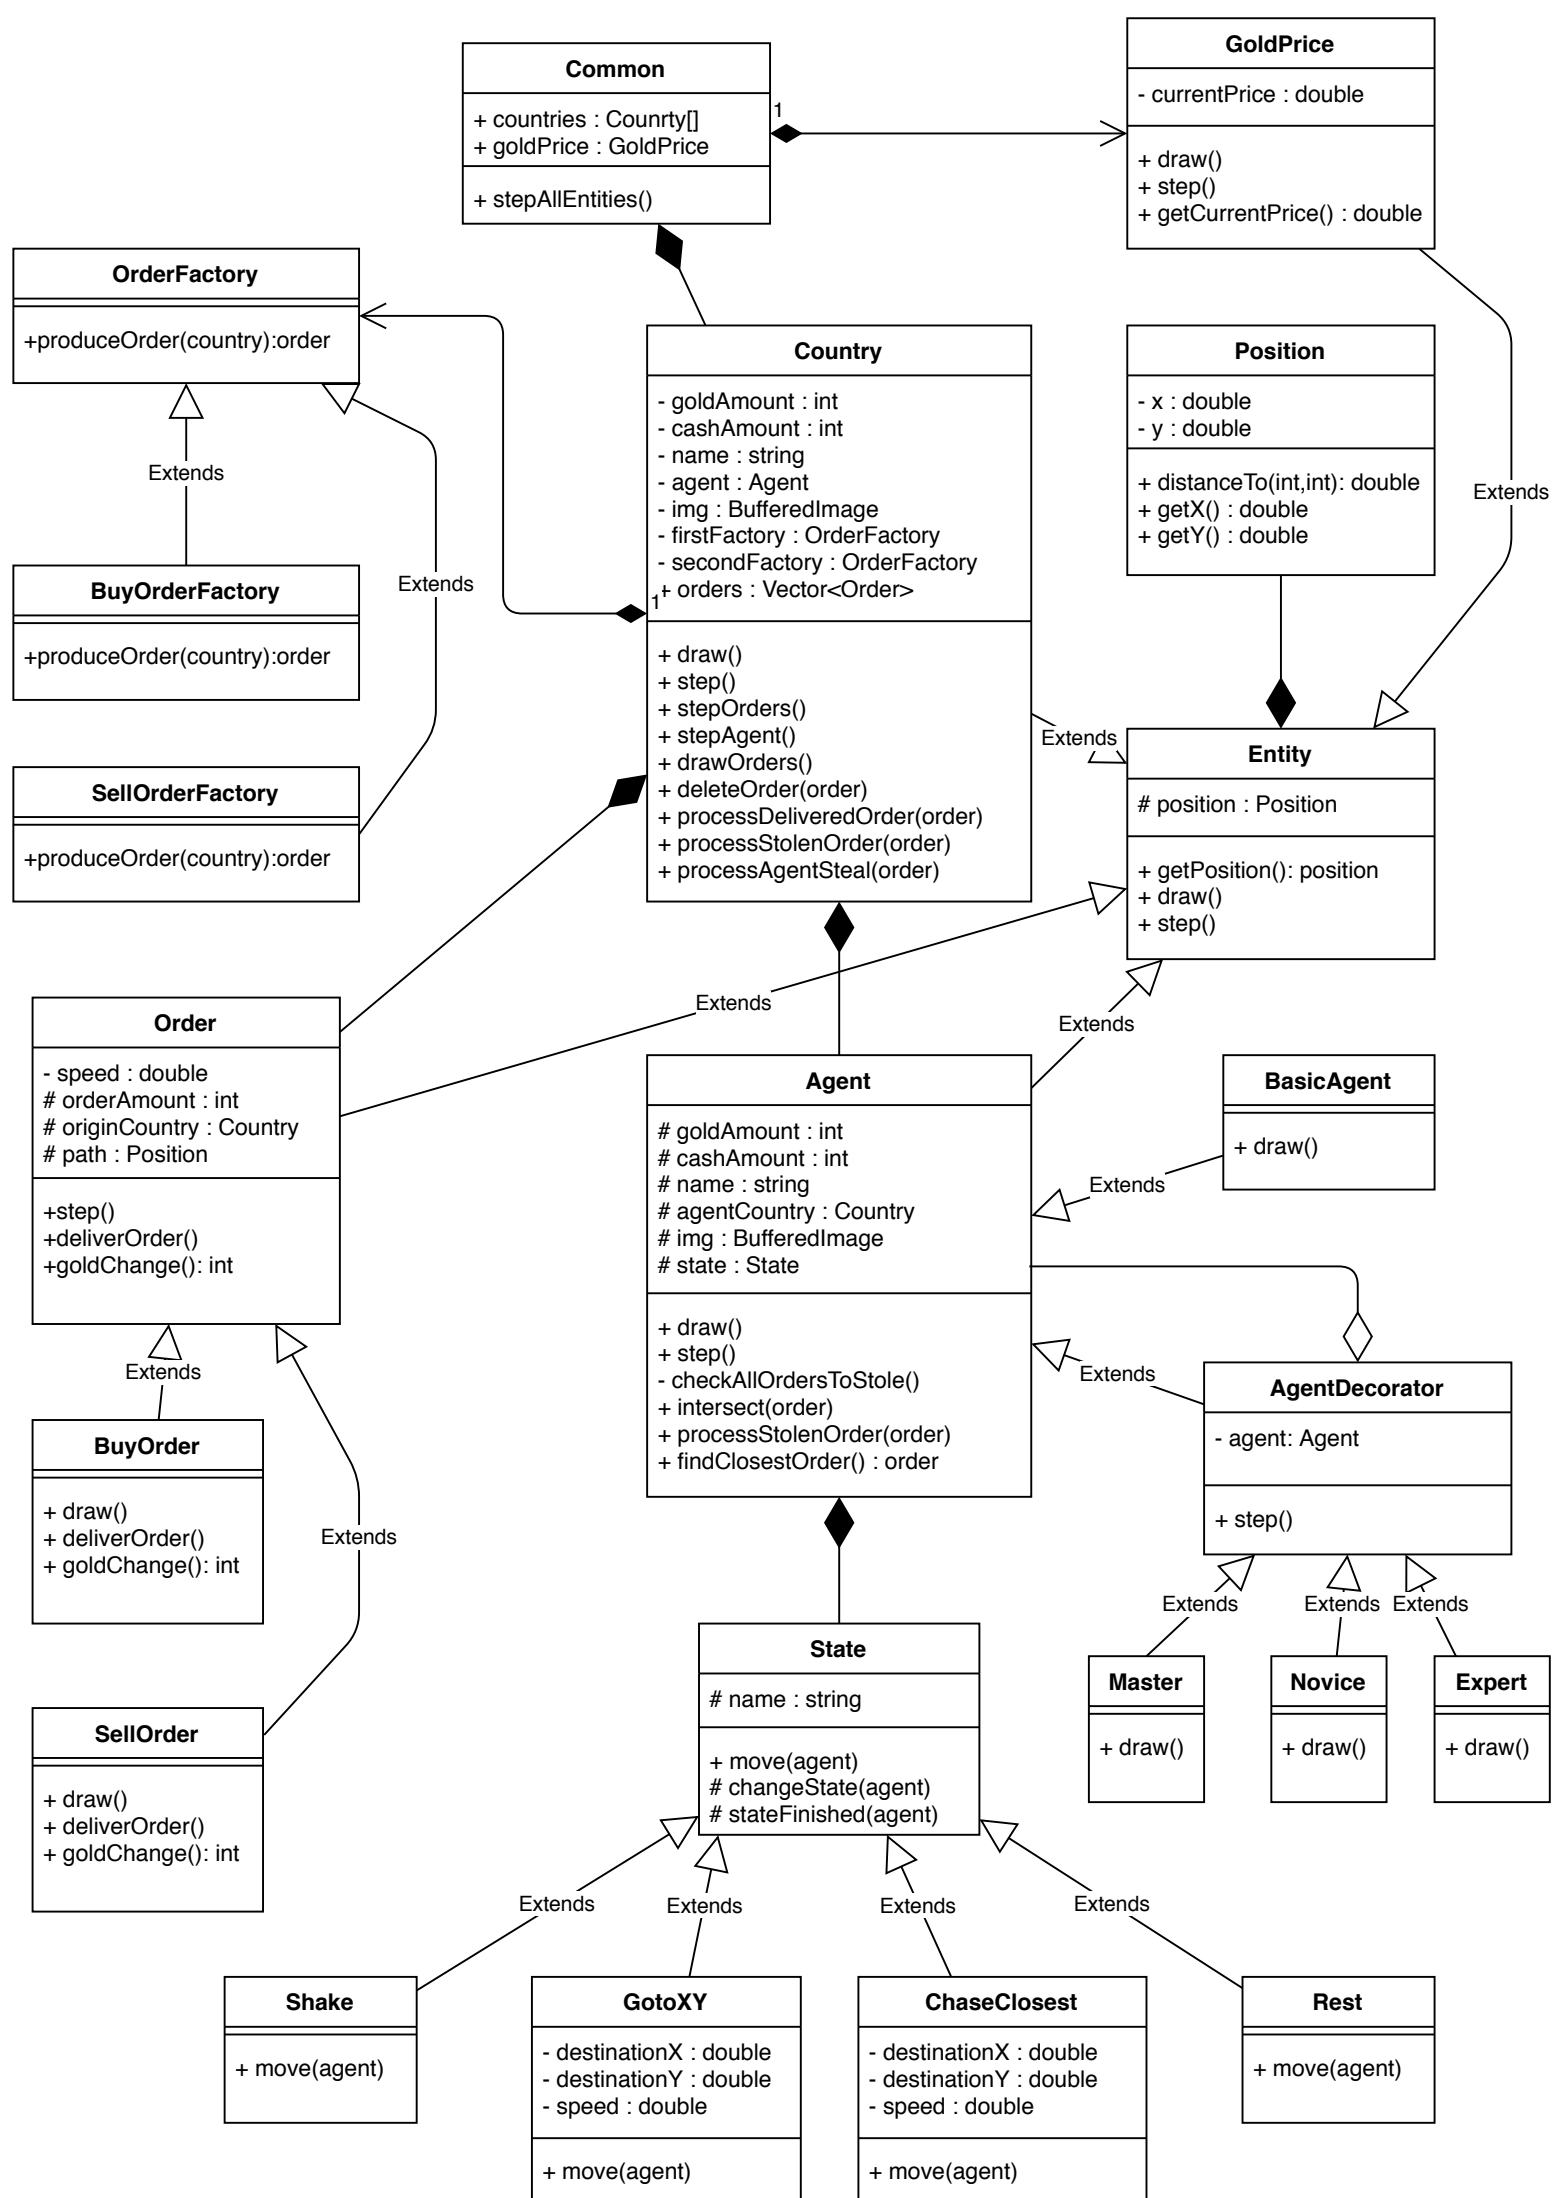 GoldPrice
- currentPrice : double
+ draw()
+ step()
+ getCurrentPrice() : double
Common
+ countries : Counrty[]
+ goldPrice : GoldPrice
+ stepAllEntities()
1
OrderFactory
+produceOrder(country):order
Country
- goldAmount : int
- cashAmount : int
- name : string
- agent : Agent
- img : BufferedImage
- firstFactory : OrderFactory
- secondFactory : OrderFactory
+ orders : Vector<Order>
1
+ draw()
+ step()
+ stepOrders()
+ stepAgent()
+ drawOrders()
+ deleteOrder(order)
+ processDeliveredOrder(order)
+ processStolenOrder(order)
+ processAgentSteal(order)
Position
- x : double
- y : double
+ distanceTo(int,int): double
+ getX() : double
+ getY() : double
Extends
Extends
Extends
Extends
BuyOrderFactory
+produceOrder(country):order
SellOrderFactory
+produceOrder(country):order
Entity
# position : Position
+ getPosition(): position
+ draw()
+ step()
Extends
Extends
Order
- speed : double
# orderAmount : int
# originCountry : Country
# path : Position
+step()
+deliverOrder()
+goldChange(): int
Agent
# goldAmount : int
# cashAmount : int
# name : string
# agentCountry : Country
# img : BufferedImage
# state : State
+ draw()
+ step()
- checkAllOrdersToStole()
+ intersect(order)
+ processStolenOrder(order)
+ findClosestOrder() : order
BasicAgent
+ draw()
Extends
Extends
AgentDecorator
- agent: Agent
+ step()
Extends
Extends
BuyOrder
+ draw()
+ deliverOrder()
+ goldChange(): int
SellOrder
+ draw()
+ deliverOrder()
+ goldChange(): int
Extends
Extends
Extends
Master
+ draw()
Novice
+ draw()
Expert
+ draw()
State
# name : string
+ move(agent)
# changeState(agent)
# stateFinished(agent)
Extends
Extends
Extends
Extends
Shake
+ move(agent)
GotoXY
- destinationX : double
- destinationY : double
- speed : double
+ move(agent)
ChaseClosest
- destinationX : double
- destinationY : double
- speed : double
+ move(agent)
Rest
+ move(agent)